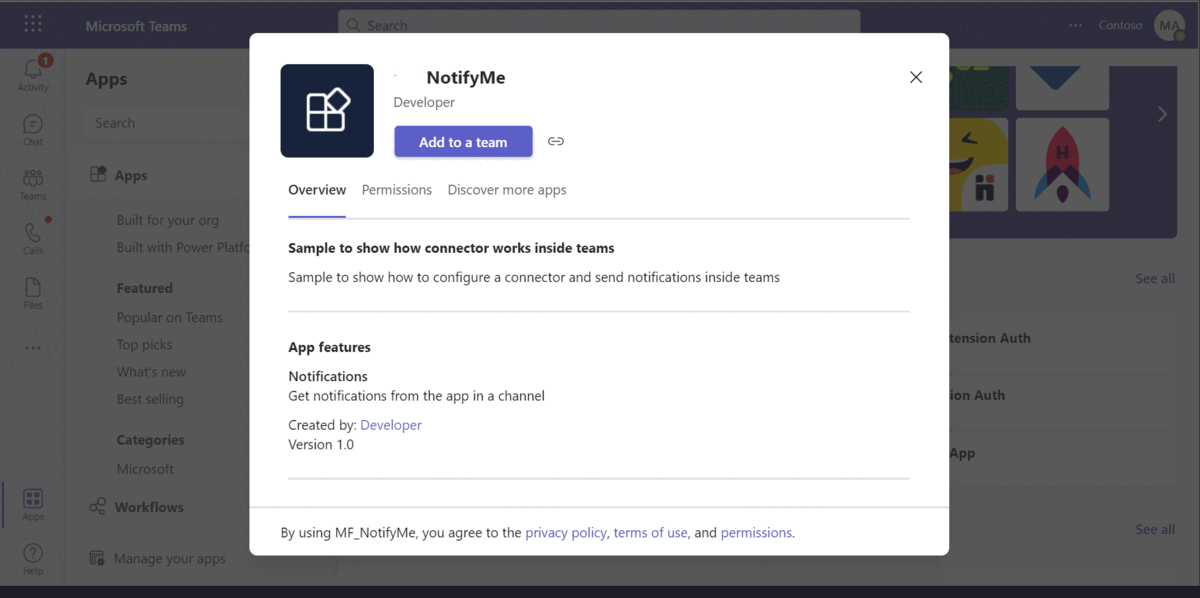 Microsoft Teams
Search
Contoso
MA
1
Activity
Chat
Teams
Calls
Files
Apps
Help
Apps
Search
Apps
Built for your org
Built with Power Platfo
Featured
Popular on Teams
Top picks
What's new
Best selling
Categories
Microsoft
Workflows
Manage your apps
NotifyMe
Developer
Add to a team
Overview Permissions Discover more apps
Sample to show how connector works inside teams
Sample to show how to configure a connector and send notifications inside teams
App features
Notifications
Get notifications from the app in a channel
Created by: Developer
Version 1.0
By using MF_NotifyMe, you agree to the privacy policy, terms of use, and permissions.
H
See all
tension Auth
ion Auth
App
See all